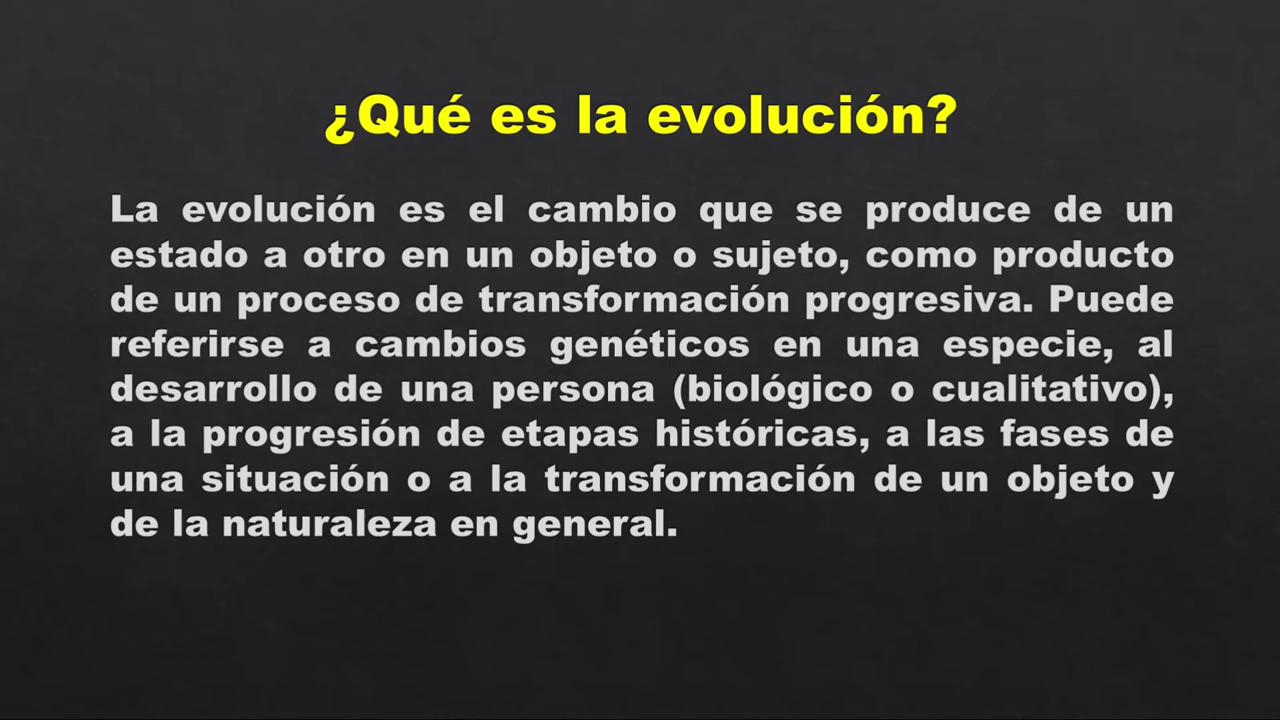 ¿Qué es la evolución?
La evolución es el cambio que se produce de un
estado a otro en un objeto o sujeto, como producto
de un proceso de transformación progresiva. Puede
referirse a cambios genéticos en una especie, al
desarrollo de una persona (biológico o cualitativo),
a la progresión de etapas históricas, a las fases de
una situación o a la transformación de un objeto y
de la naturaleza en general.